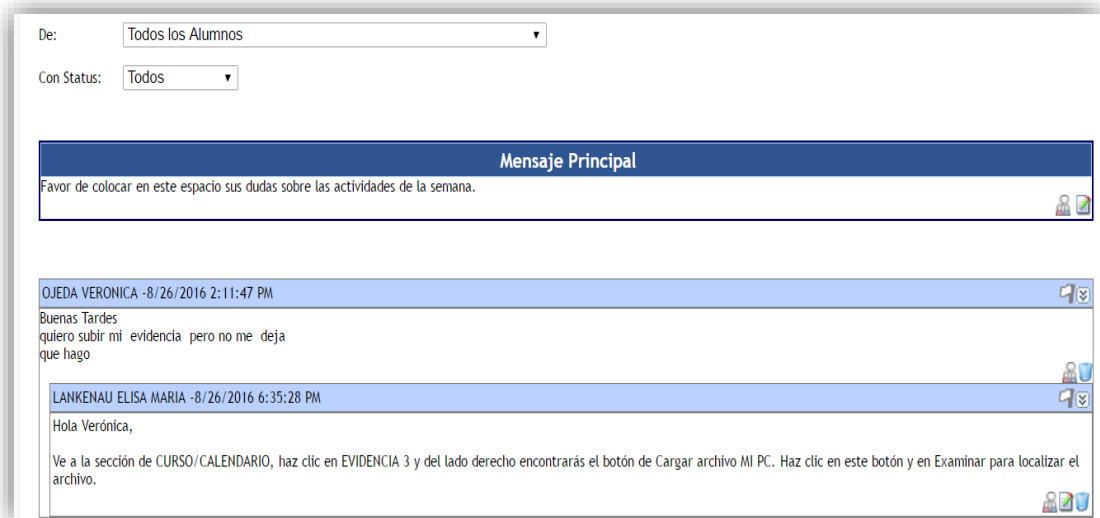 De: Todos los Alumnos
Con Status: Todos
Mensaje Principal
Favor de colocar en este espacio sus dudas sobre las actividades de la semana.
OJEDA VERONICA -8/26/2016 2:11:47 PM
Buenas Tardes
quiero subir mi evidencia pero no me deja
que hago
LANKENAU ELISA MARIA -8/26/2016 6:35:28 PM
Hola Verónica,
Ve a la sección de CURSO/CALENDARIO, haz clic en EVIDENCIA 3 y del lado derecho encontrarás el botón de Cargar archivo MI PC. Haz clic en este botón y en Examinar para localizar el
archivo.